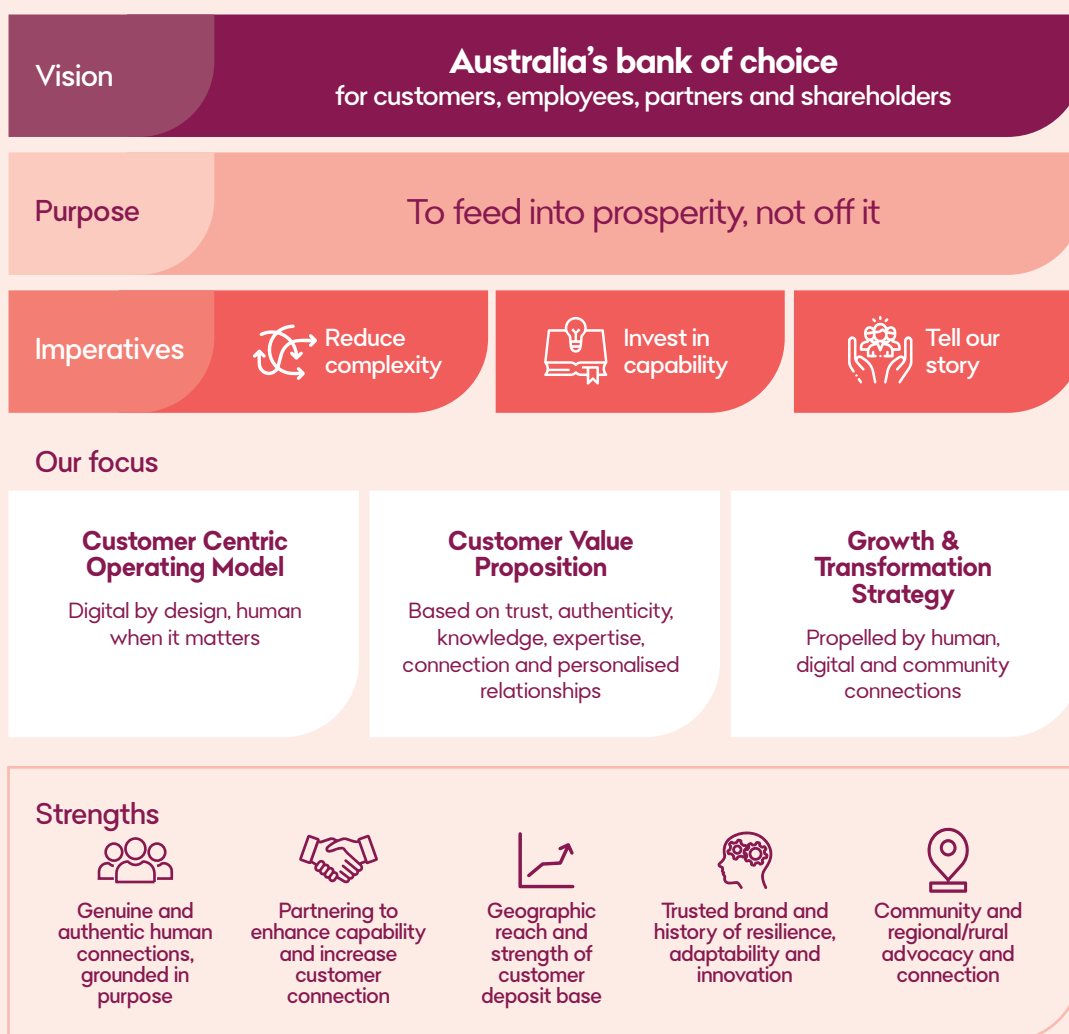 Vision
Australia’s bank of choice
for customers, employees, partners and shareholders
Purpose
To feed into prosperity, not off it
Imperatives
Reduce
complexity
Invest in
capability
Tell our
story
Our focus
Customer Centric
Operating Model
Digital by design, human
when it matters
Customer Value
Proposition
Based on trust, authenticity,
knowledge, expertise,
connection and personalised
relationships
Growth &
Transformation
Strategy
Propelled by human,
digital and community
connections
Strengths
Genuine and
authentic human
connections,
grounded in
purpose
Partnering to
enhance capability
and increase
customer
connection
Geographic
reach and
strength of
customer
deposit base
Trusted brand and
history of resilience,
adaptability and
innovation
Community and
regional/rural
advocacy and
connection